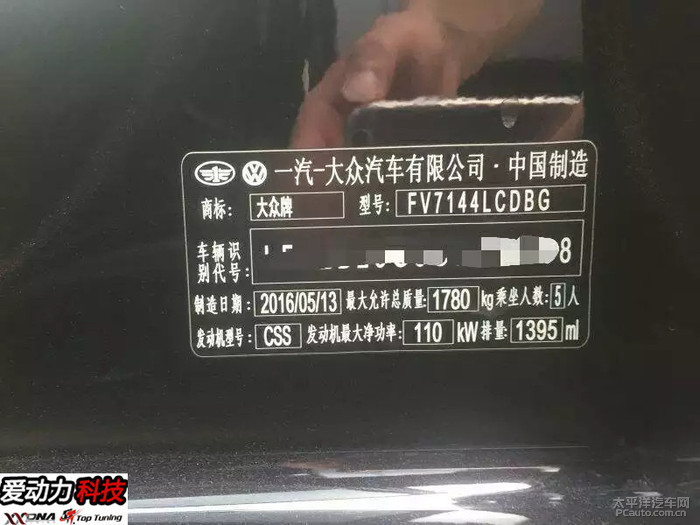 一汽-大众汽车有限公司·中国制造
商标: 大众牌 型号: FV7144LCDBG
车辆识别代号: 8
制造日期: 2016/05/13 最大允许总质量: 1780 kg 乘坐人数: 5 人
发动机型号: CSS 发动机最大净功率: 110 kW 排量: 1395 ml
爱动力科技
Top Tuning
太平洋汽车网
PCauto.com.cn